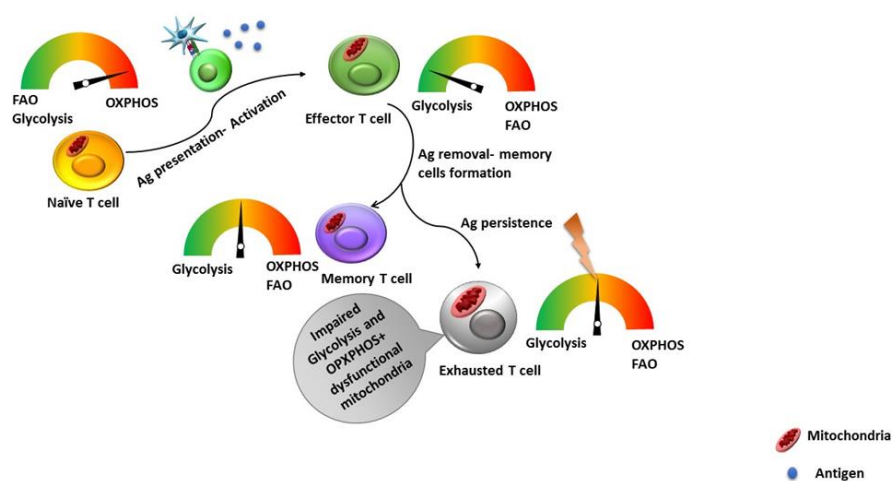 FAO
Glycolysis
OXPHOS
Naïve T cell
Ag presentation- Activation
Effector T cell
Glycolysis
OXPHOS
FAO
Ag removal- memory
cells formation
Glycolysis
OXPHOS
FAO
Memory T cell
Ag persistence
Impaired
Glycolysis and
OPXPHOS+
dysfunctional
mitochondria
Exhausted T cell
Glycolysis
OXPHOS
FAO
Mitochondria
Antigen